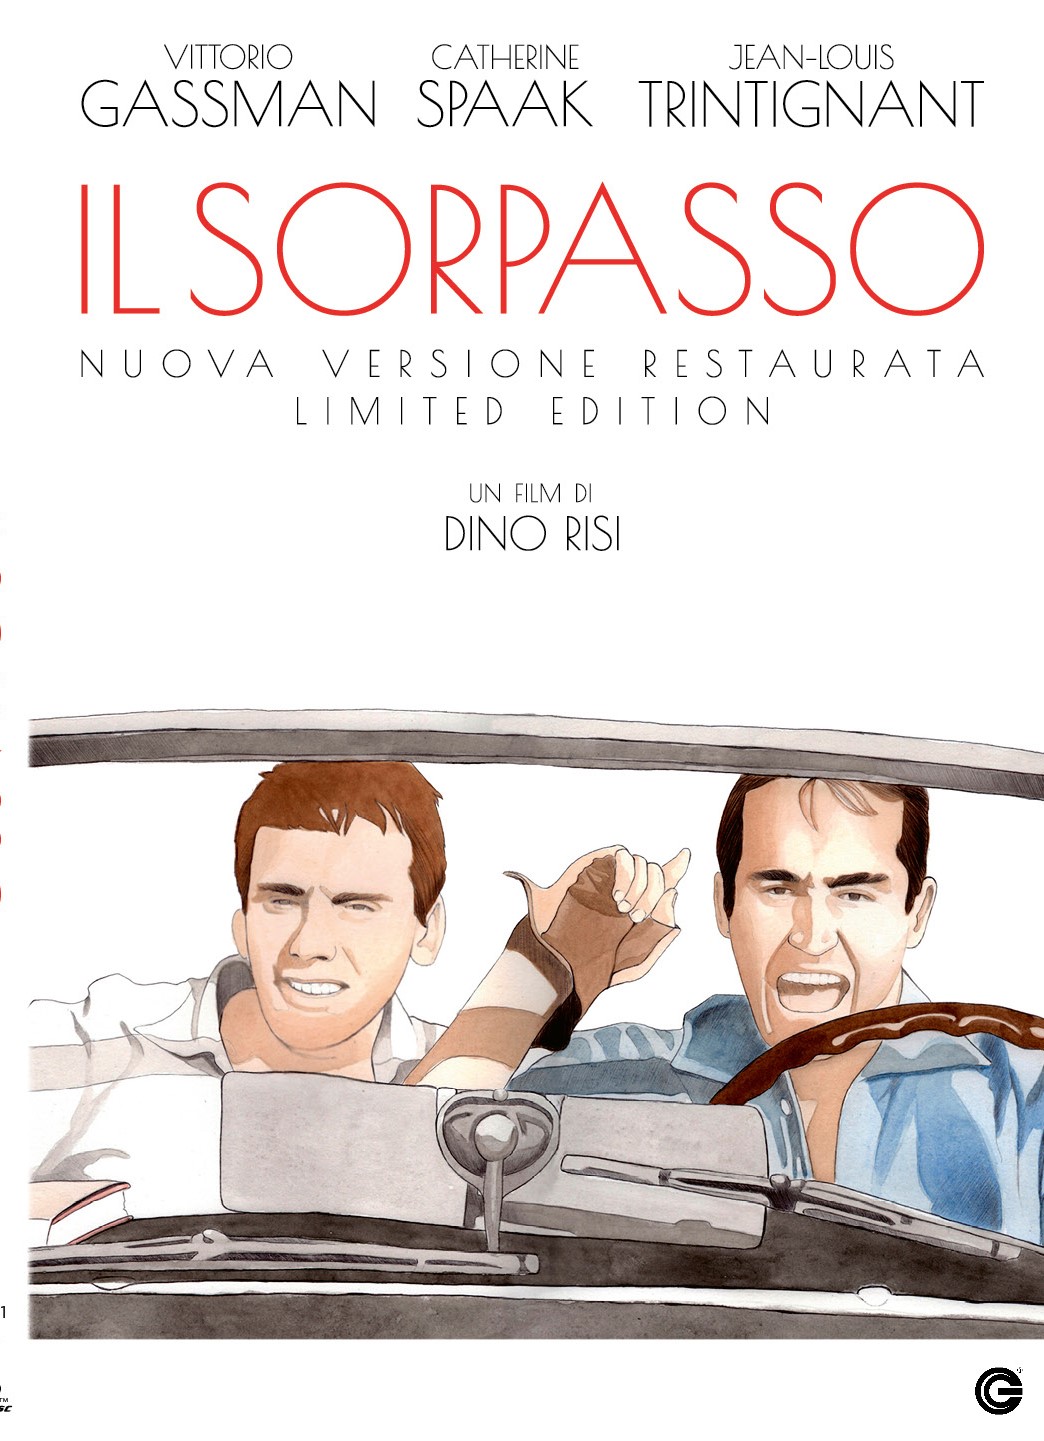 VITTORIO CATHERINE JEAN-LOUIS
GASSMAN SPAAK TRINTIGNANT
IL SORPASSO
NUOVA VERSIONE RESTAURATA
LIMITED EDITION
UN FILM DI
DINO RISI
1